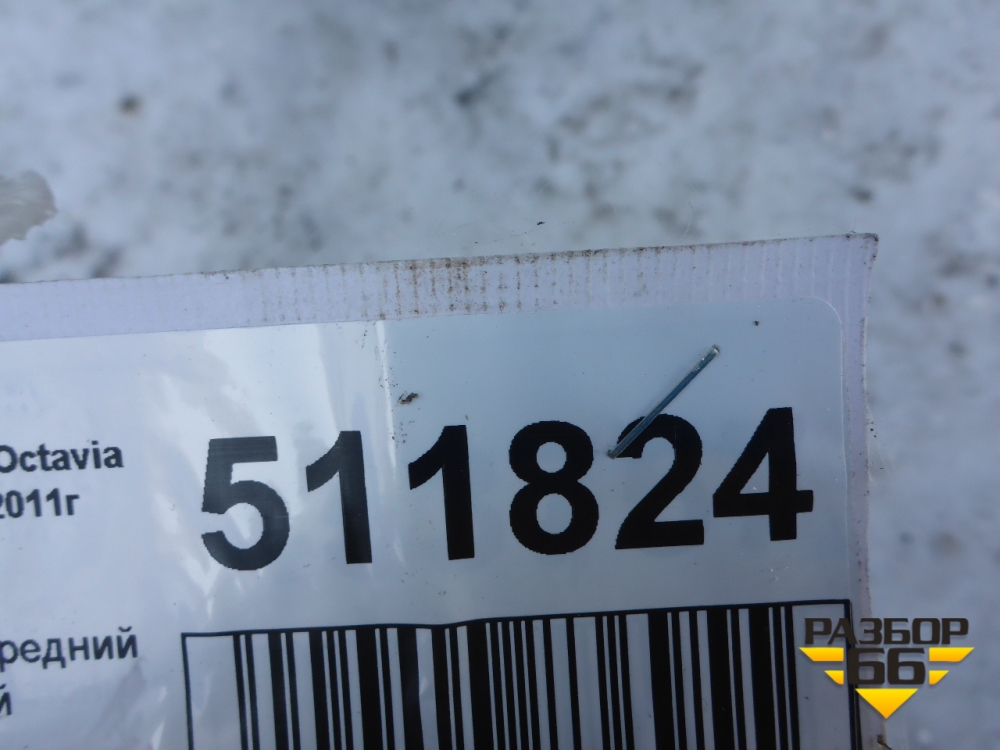 Octavia
2011г
511824
редний
й
РАЗБОР
66